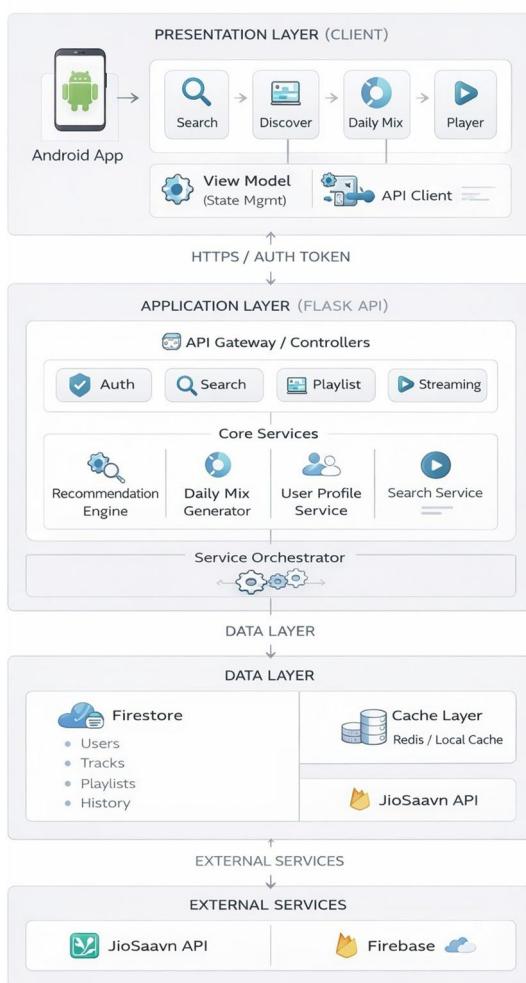 PRESENTATION LAYER (CLIENT)
Android App
Search
Discover
Daily Mix
Player
View Model
(State Mgmt)
API Client
HTTPS / AUTH TOKEN
APPLICATION LAYER (FLASK API)
API Gateway / Controllers
Auth
Search
Playlist
Streaming
Core Services
Recommendation
Engine
Daily Mix
Generator
User Profile
Service
Search Service
Service Orchestrator
DATA LAYER
DATA LAYER
Firestore
• Users
• Tracks
• Playlists
• History
Cache Layer
Redis / Local Cache
JioSaavn API
EXTERNAL SERVICES
EXTERNAL SERVICES
JioSaavn API
Firebase